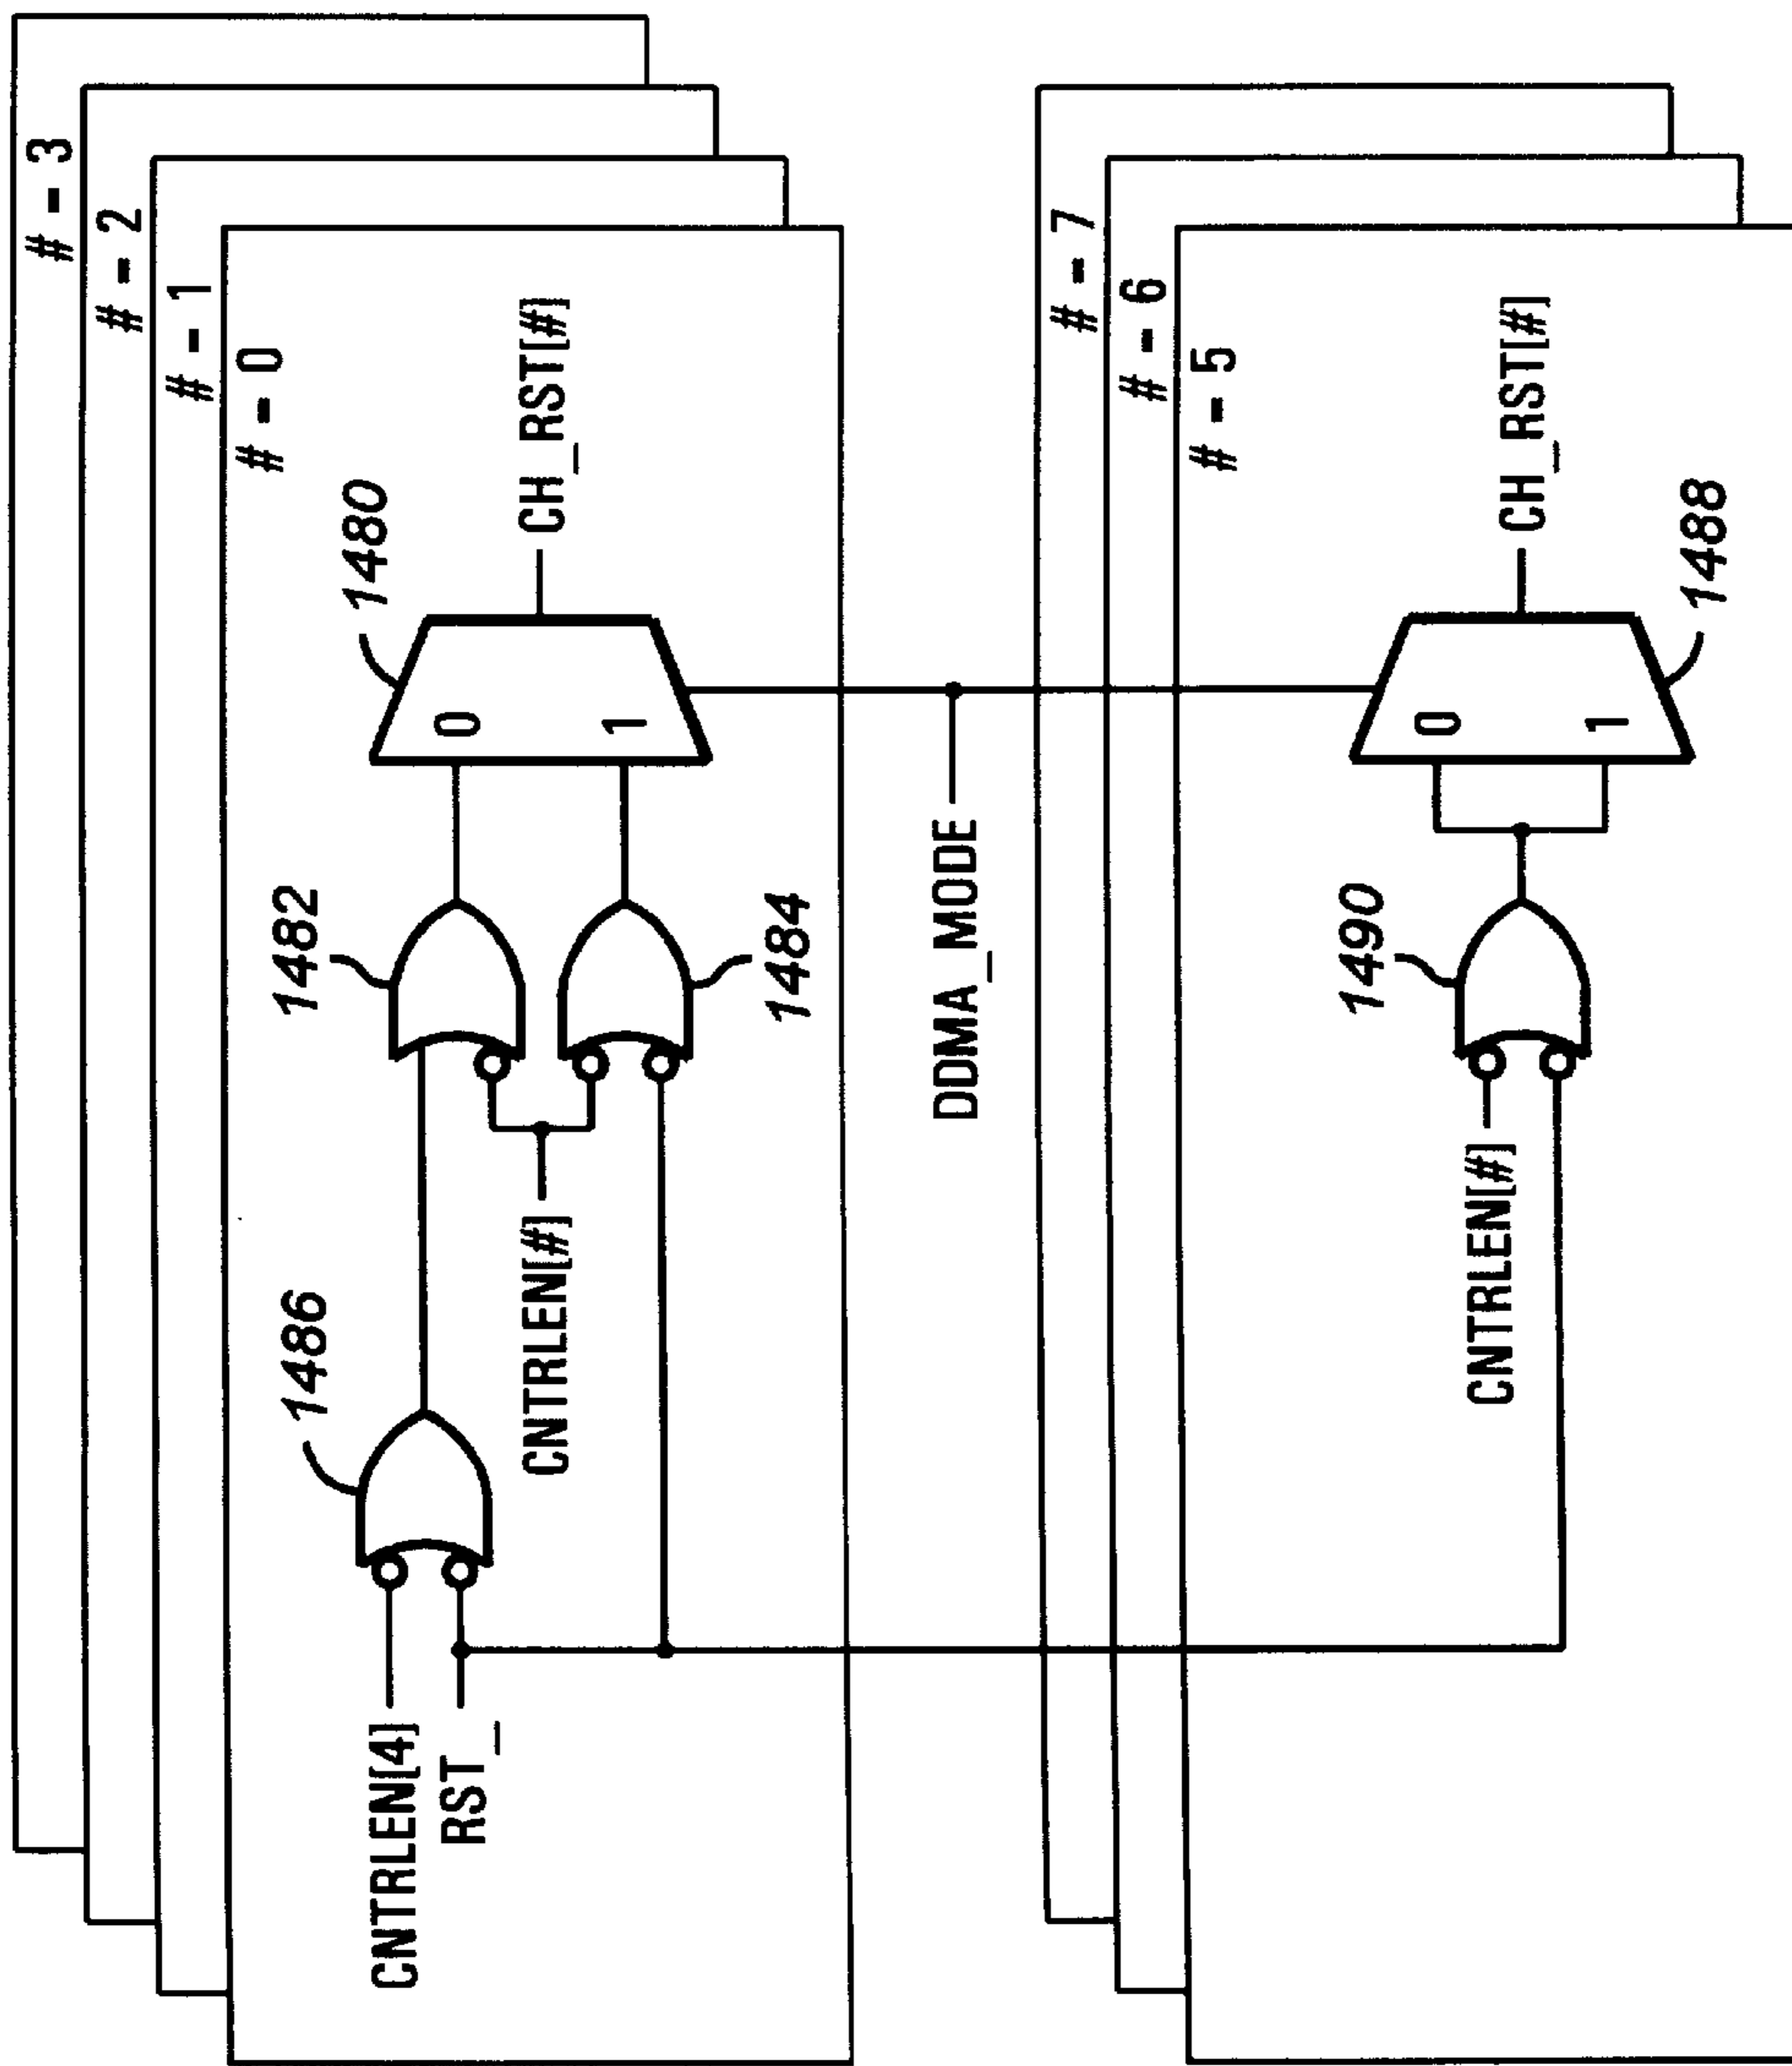 # - 3
# - 2
# - 1
# - 0
1480
CH_RST[#]
0
1
1482
1484
1486
CNTRLEN[#]
CNTRLEN[4]
RST_
DDMA_MODE
# - 7
# - 6
# - 5
CH_RST[#]
1488
0
1
1490
CNTRLEN[#]